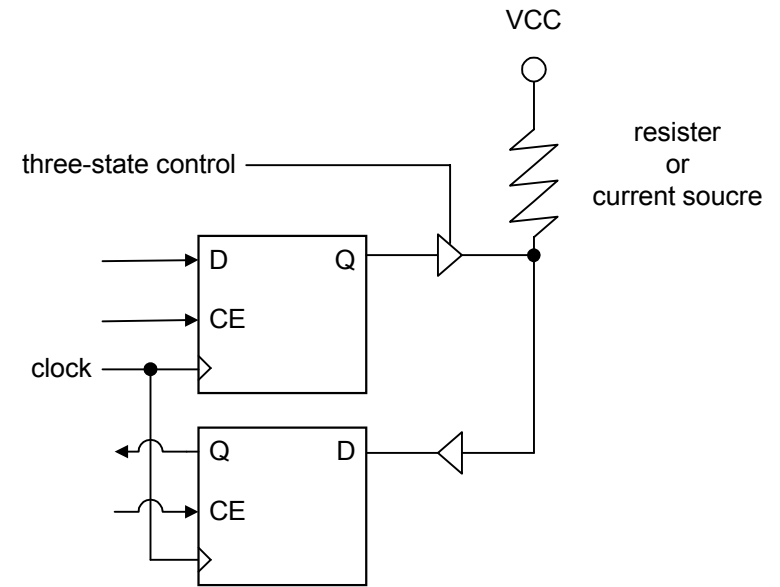 VCC
resister
or
current soucre
three-state control
D
Q
CE
clock
Q
D
CE